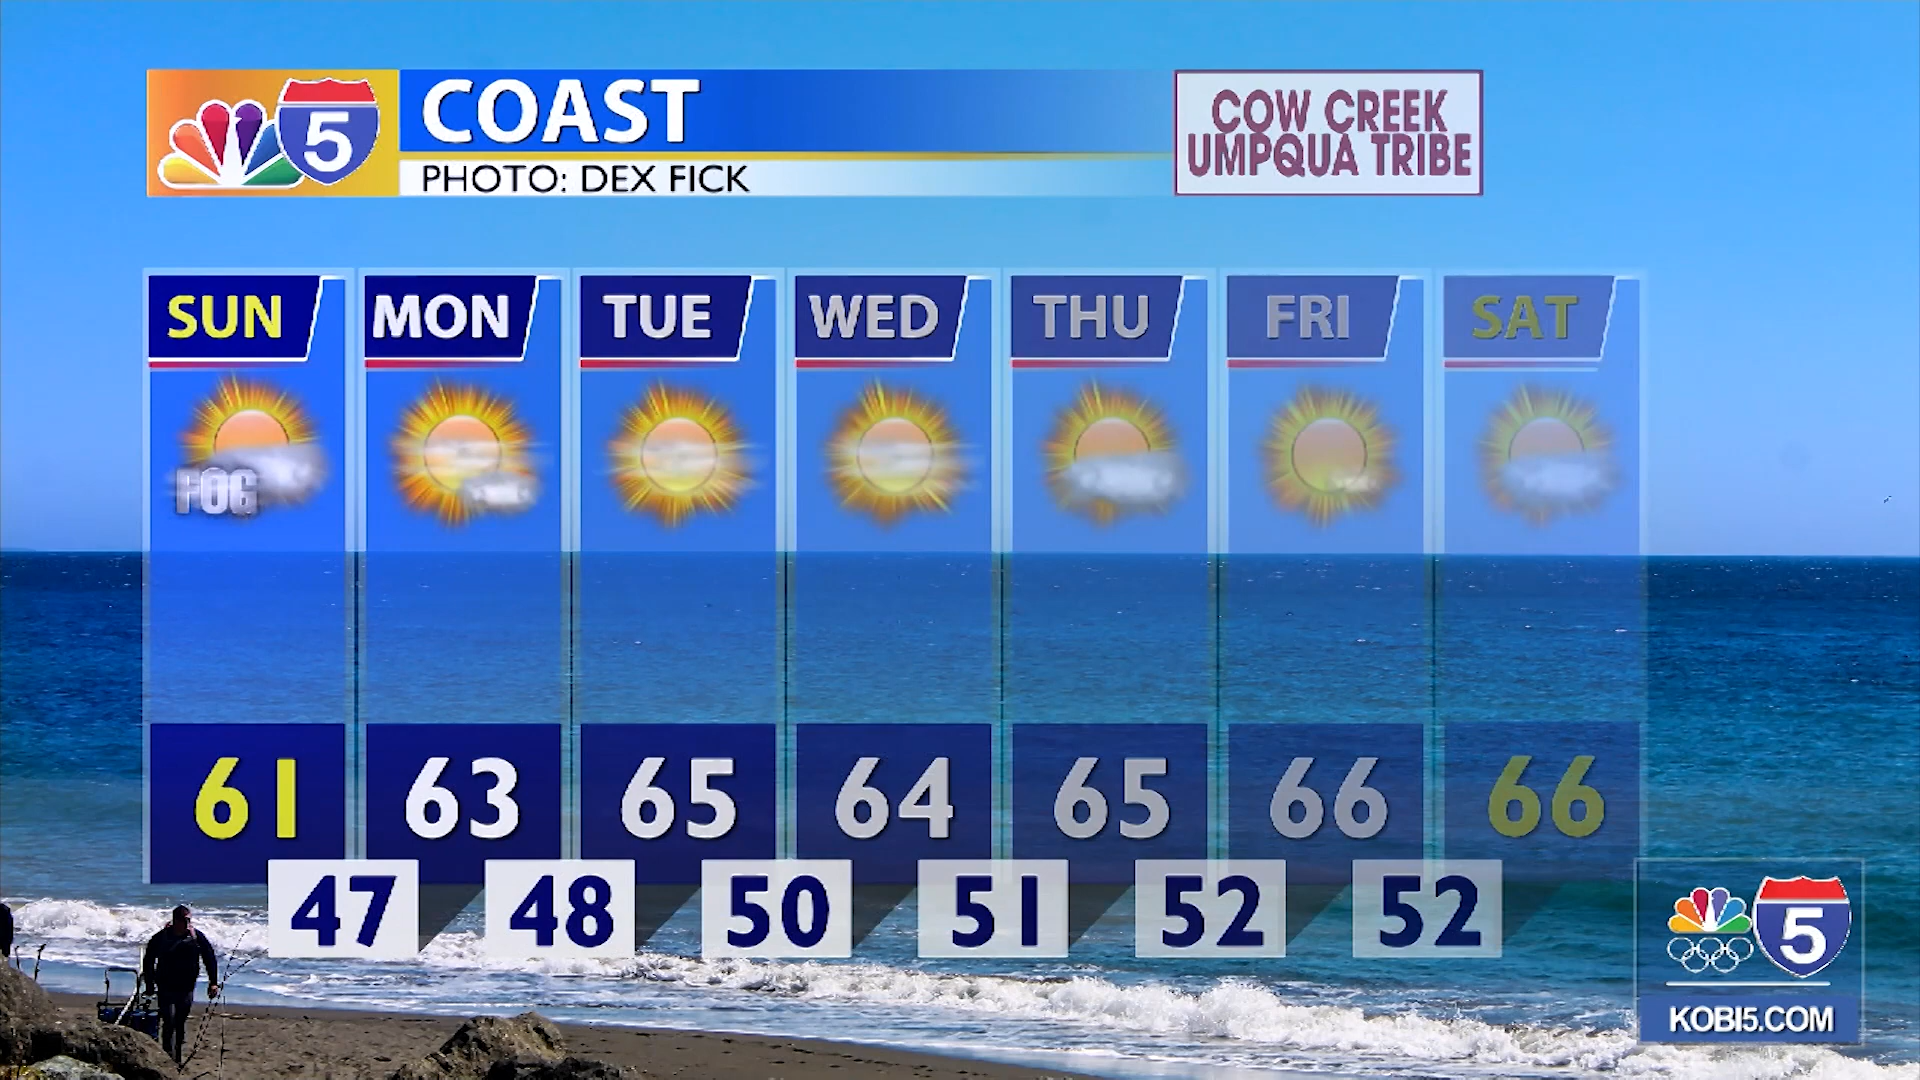 5
COAST
PHOTO: DEX FICK
COW CREEK
UMPQUA TRIBE
SUN MON TUE WED THU FRI SAT
FOG
61 63 65 64 65 66 66
47 48 50 51 52 52
5
KOBI5.COM